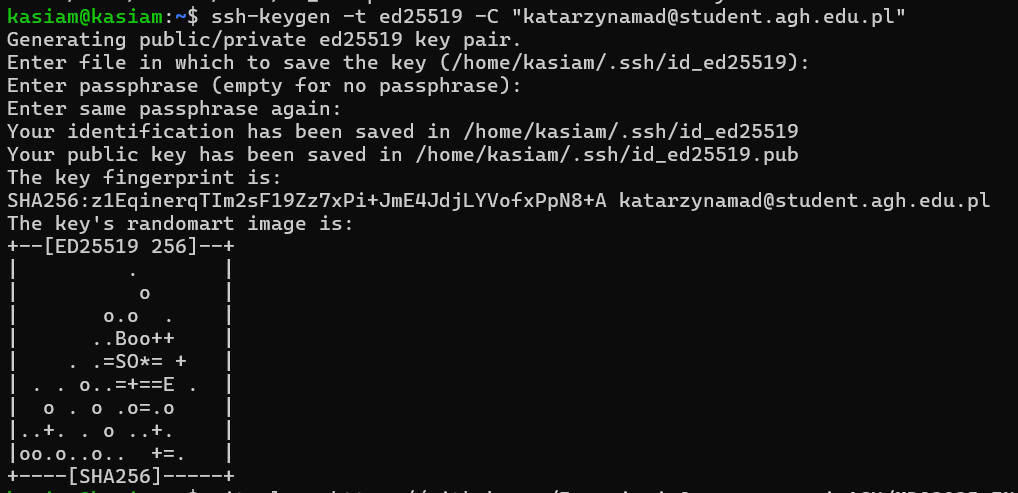 kasiam@kasiam:~$ ssh-keygen -t ed25519 -C "katarzynamad@student.agh.edu.pl"
Generating public/private ed25519 key pair.
Enter file in which to save the key (/home/kasiam/.ssh/id_ed25519):
Enter passphrase (empty for no passphrase):
Enter same passphrase again:
Your identification has been saved in /home/kasiam/.ssh/id_ed25519
Your public key has been saved in /home/kasiam/.ssh/id_ed25519.pub
The key fingerprint is:
SHA256:z1EqinerqTIm2sF19Zz7xPi+JmE4JdjLYVofxPpN8+A katarzynamad@student.agh.edu.pl
The key's randomart image is:
+--[ED25519 256]--+
|         .       |
|          o      |
|       o.o  .    |
|      ..Boo++    |
|    . .=SO*= +   |
| . . o..=+==E .  |
|  o . o .o=.o    |
|..+. . o ..+.    |
|oo.o..o..  +=.   |
+----[SHA256]-----+